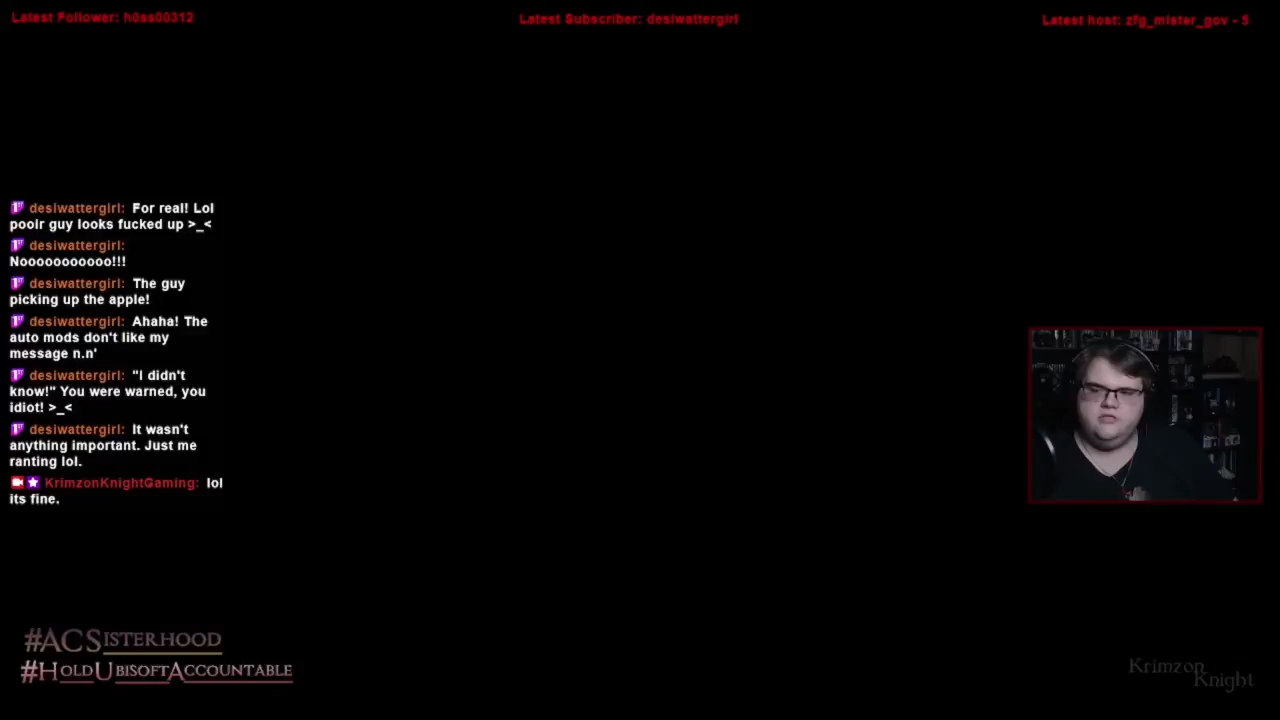 Latest Follower: h0ss00312
Latest Subscriber: desiwattergirl
Latest host: zfg_mister_gov - 5
desiwattergirl: For real! Lol
pooir guy looks fucked up >_<
desiwattergirl:
Nooooooooooo!!!
desiwattergirl: The guy
picking up the apple!
desiwattergirl: Ahaha! The
auto mods don't like my
message n.n'
desiwattergirl: "I didn't
know!" You were warned, you
idiot! >_<
desiwattergirl: It wasn't
anything important. Just me
ranting lol.
KrimzonKnightGaming: lol
its fine.
#ACSISTERHOOD
#HOLDUBISOFTACCOUNTABLE
Krimzon
Knight